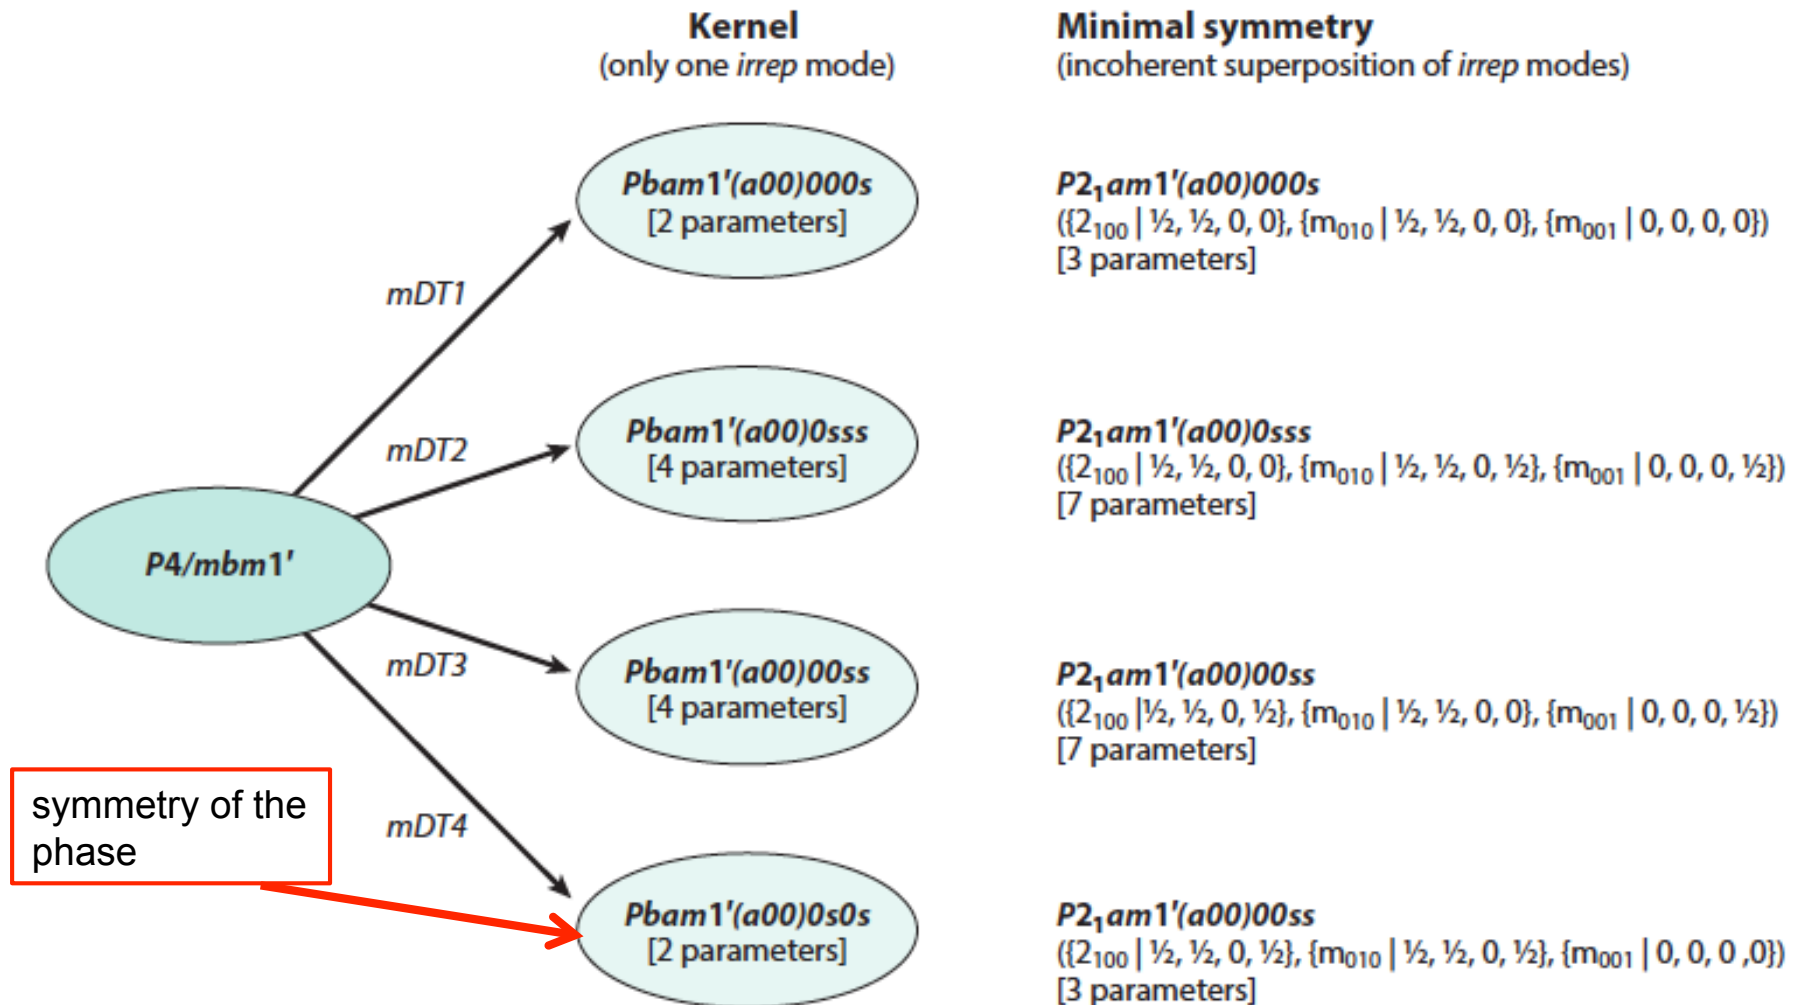 Kernel
(only one irrep mode)
Minimal symmetry
(incoherent superposition of irrep modes)
Pbam1'(a00)000s
[2 parameters]
P2₁am1'(a00)000s
({2₁₀₀ | ½, ½, 0, 0}, {m₀₁₀ | ½, ½, 0, 0}, {m₀₀₁ | 0, 0, 0, 0})
[3 parameters]
mDT1
Pbam1'(a00)0sss
[4 parameters]
P2₁am1'(a00)0sss
({2₁₀₀ | ½, ½, 0, 0}, {m₀₁₀ | ½, ½, 0, ½}, {m₀₀₁ | 0, 0, 0, ½})
[7 parameters]
mDT2
P4/mbm1'
mDT3
Pbam1'(a00)00ss
[4 parameters]
P2₁am1'(a00)00ss
({2₁₀₀ |½, ½, 0, ½}, {m₀₁₀ | ½, ½, 0, 0}, {m₀₀₁ | 0, 0, 0, ½})
[7 parameters]
symmetry of the
phase
mDT4
Pbam1'(a00)0s0s
[2 parameters]
P2₁am1'(a00)00ss
({2₁₀₀ | ½, ½, 0, ½}, {m₀₁₀ | ½, ½, 0, ½}, {m₀₀₁ | 0, 0, 0 ,0})
[3 parameters]